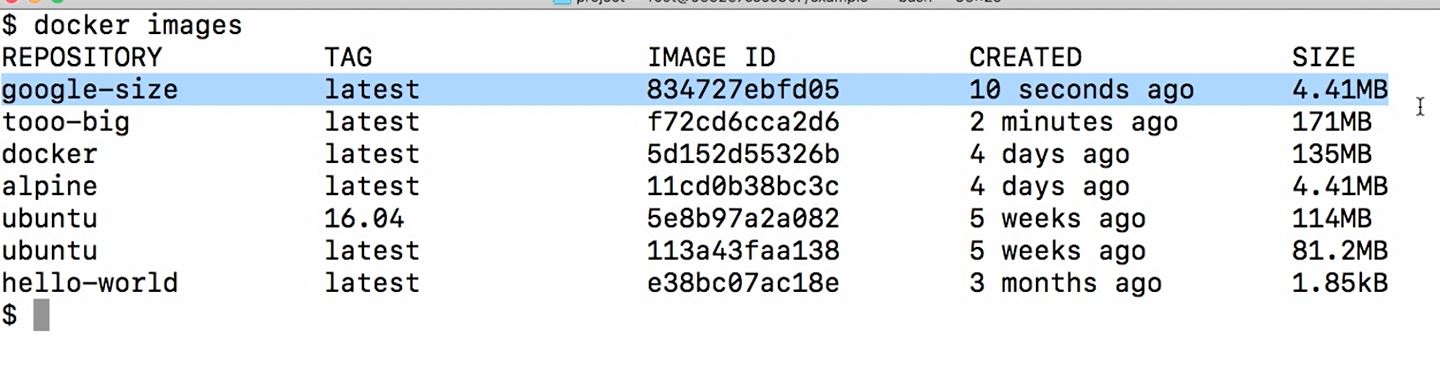 $ docker images
REPOSITORY TAG IMAGE ID CREATED SIZE
google-size latest 834727ebfd05 10 seconds ago 4.41MB
tooo-big latest f72cd6cca2d6 2 minutes ago 171MB
docker latest 5d152d55326b 4 days ago 135MB
alpine latest 11cd0b38bc3c 4 days ago 4.41MB
ubuntu 16.04 5e8b97a2a082 5 weeks ago 114MB
ubuntu latest 113a43faa138 5 weeks ago 81.2MB
hello-world latest e38bc07ac18e 3 months ago 1.85kB
$